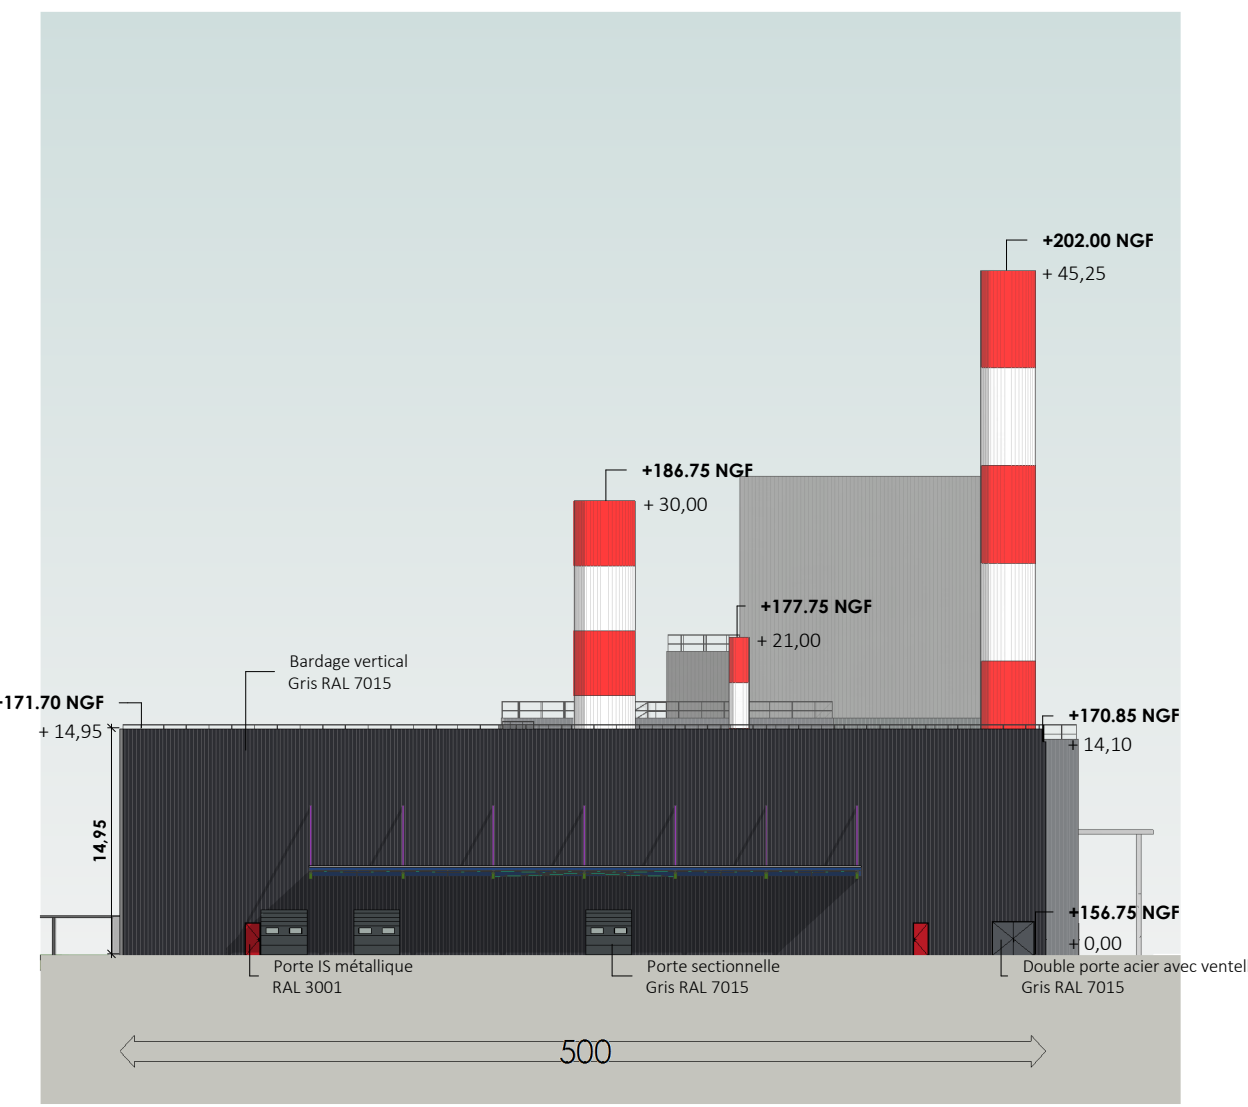 +202.00 NGF
+ 45,25
+186.75 NGF
+ 30,00
+177.75 NGF
+ 21,00
Bardage vertical
Gris RAL 7015
+171.70 NGF
+ 14,95
+170.85 NGF
+ 14,10
14,95
+156.75 NGF
+ 0,00
Porte IS métallique
RAL 3001
Porte sectionnelle
Gris RAL 7015
Double porte acier avec ventel
Gris RAL 7015
500